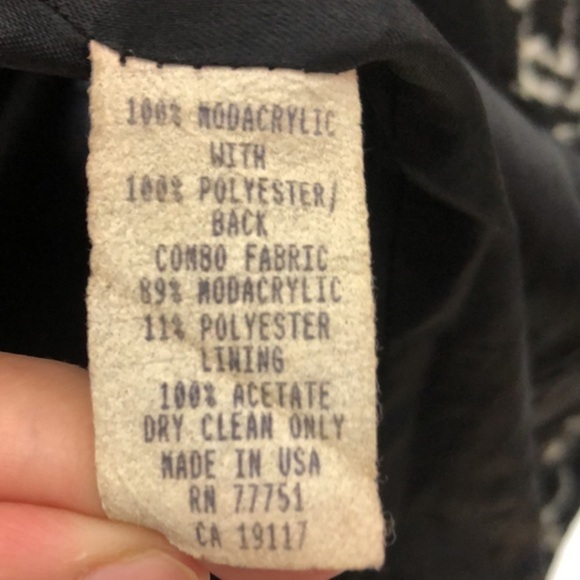 100% MODACRYLIC
WITH
100% POLYESTER/
BACK
COMBO FABRIC
89% MODACRYLIC
11% POLYESTER
LINING
100% ACETATE
DRY CLEAN ONLY
MADE IN USA
RN 77751
CA 19117